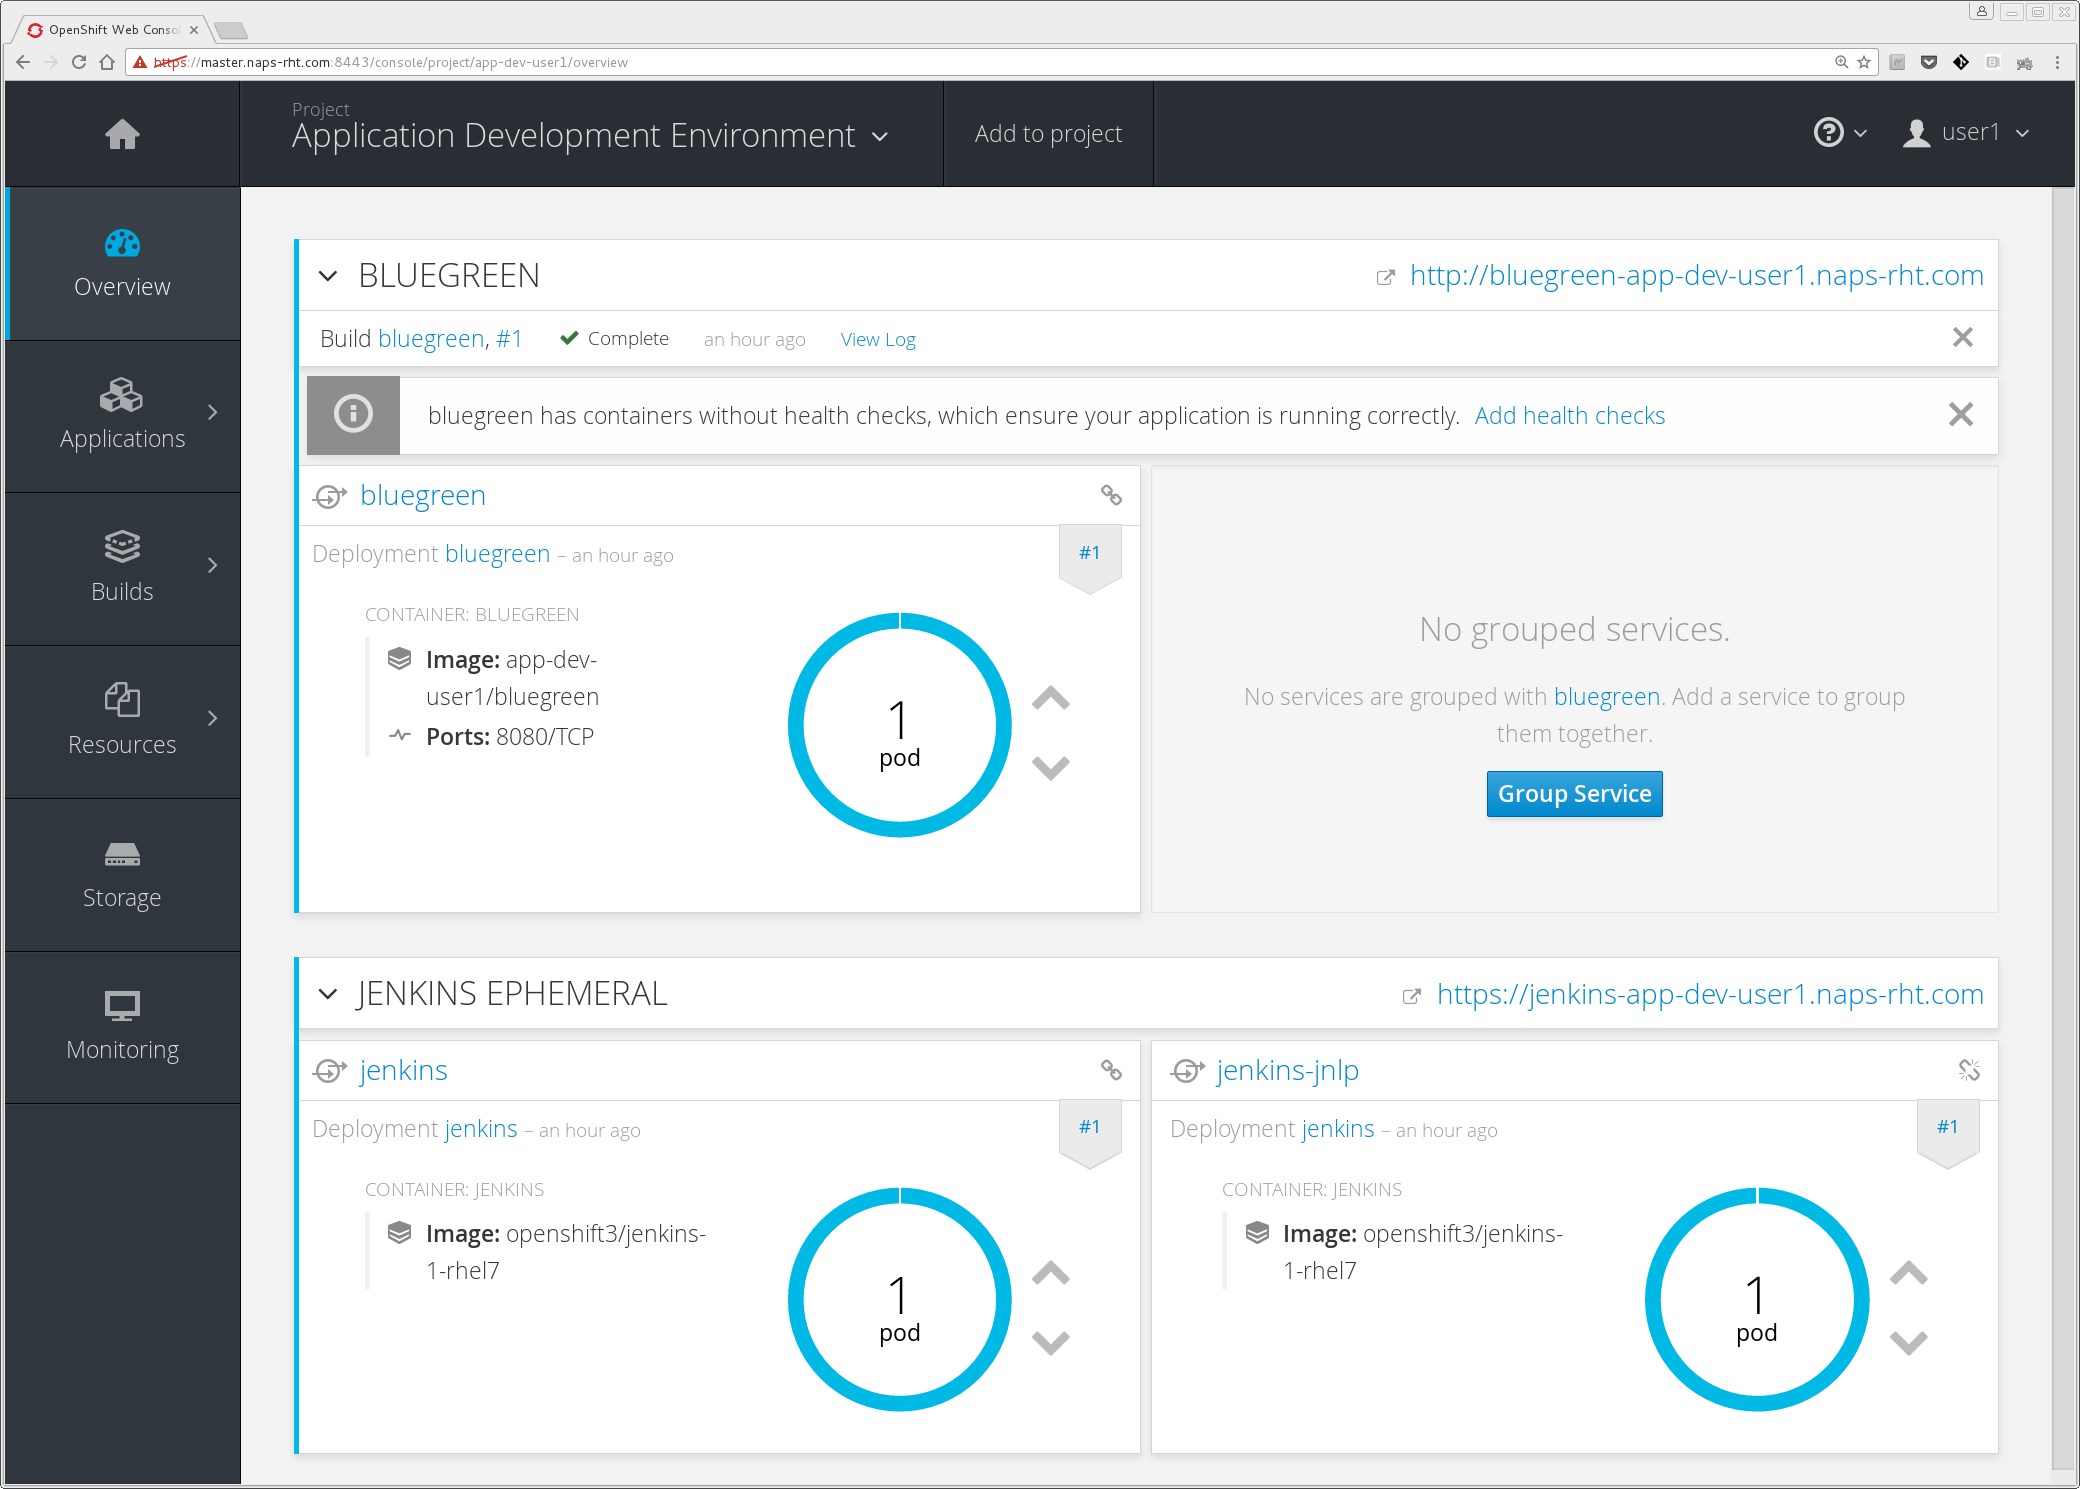 OpenShift Web Conso
https://master.naps-rht.com:8443/console/project/app-dev-user1/overview
Project
Application Development Environment
Add to project
user1
Overview
Applications
Builds
Resources
Storage
Monitoring
BLUEGREEN
http://bluegreen-app-dev-user1.naps-rht.com
Build bluegreen, #1 Complete an hour ago View Log
bluegreen has containers without health checks, which ensure your application is running correctly. Add health checks
bluegreen
Deployment bluegreen – an hour ago
#1
CONTAINER: BLUEGREEN
Image: app-dev-
user1/bluegreen
Ports: 8080/TCP
1
pod
No grouped services.
No services are grouped with bluegreen. Add a service to group
them together.
Group Service
JENKINS EPHEMERAL
https://jenkins-app-dev-user1.naps-rht.com
jenkins
Deployment jenkins – an hour ago
#1
CONTAINER: JENKINS
Image: openshift3/jenkins-
1-rhel7
1
pod
jenkins-jnlp
Deployment jenkins – an hour ago
#1
CONTAINER: JENKINS
Image: openshift3/jenkins-
1-rhel7
1
pod